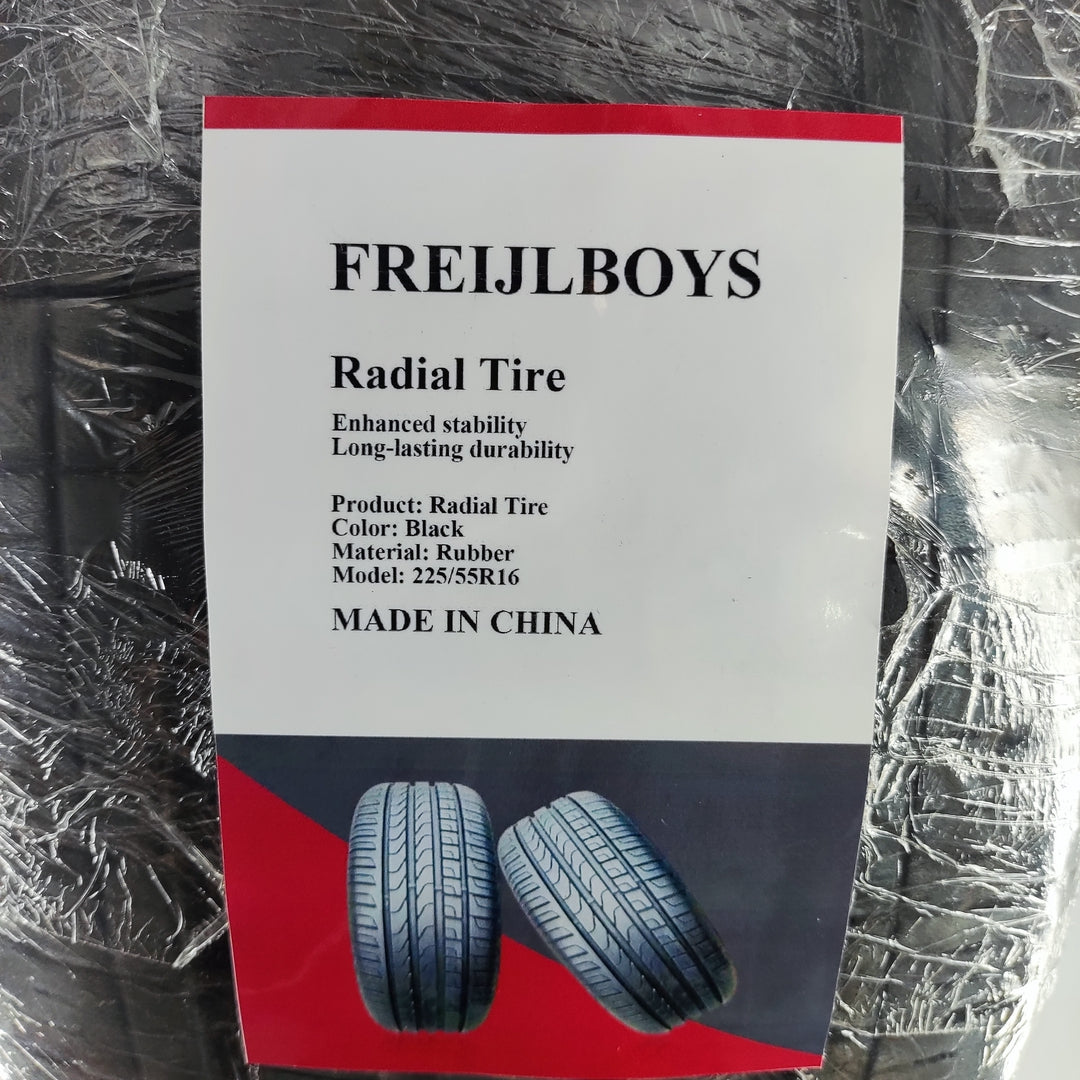 FREIJLBOYS
Radial Tire
Enhanced stability
Long-lasting durability
Product: Radial Tire
Color: Black
Material: Rubber
Model: 225/55R16
MADE IN CHINA